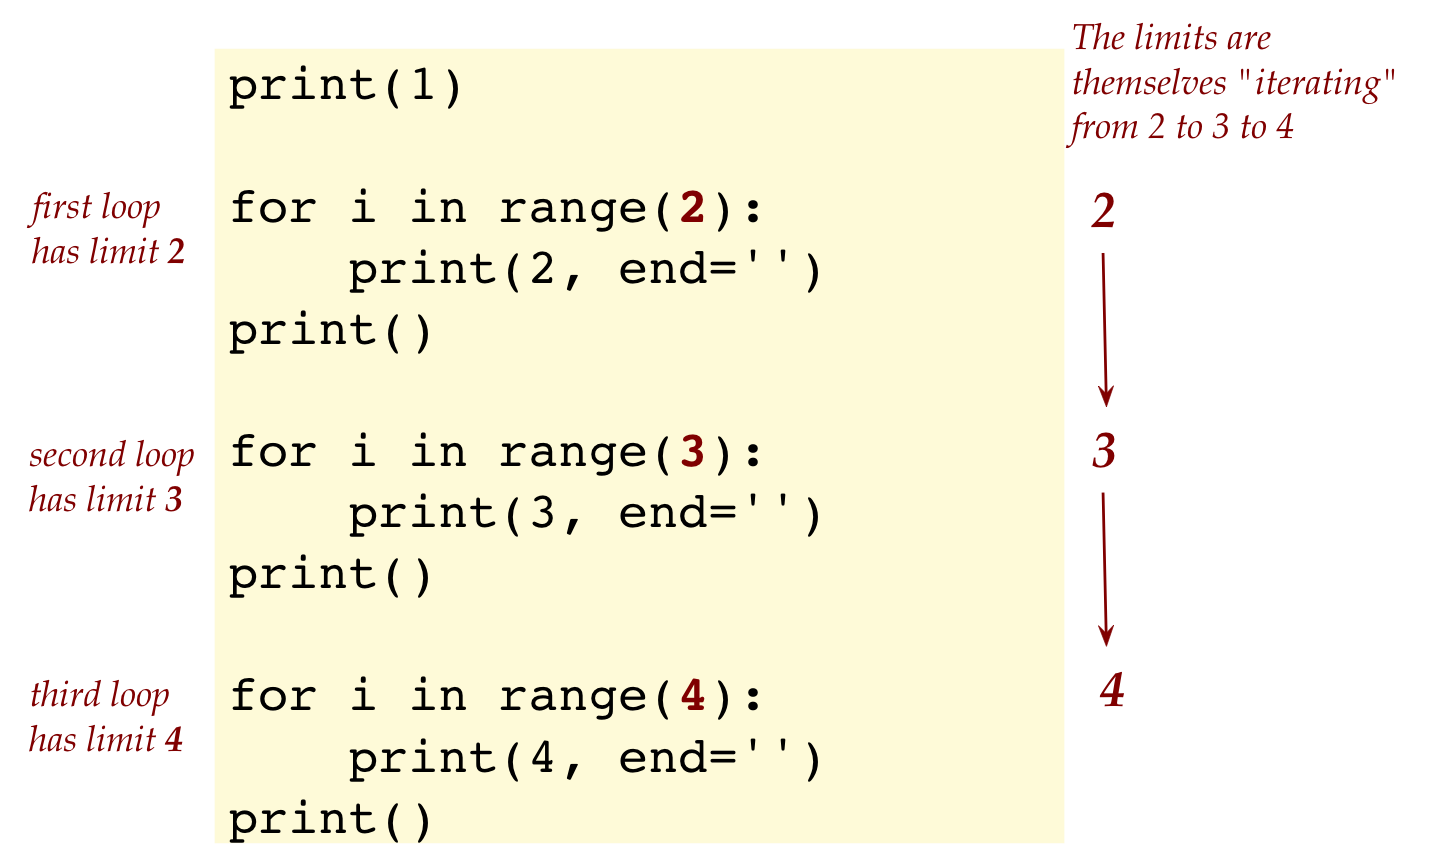 The limits are
themselves "iterating"
from 2 to 3 to 4
print(1)
first loop
has limit 2
for i in range(2):
    print(2, end='')
print()
2
second loop
has limit 3
for i in range(3):
    print(3, end='')
print()
3
third loop
has limit 4
for i in range(4):
    print(4, end='')
print()
4